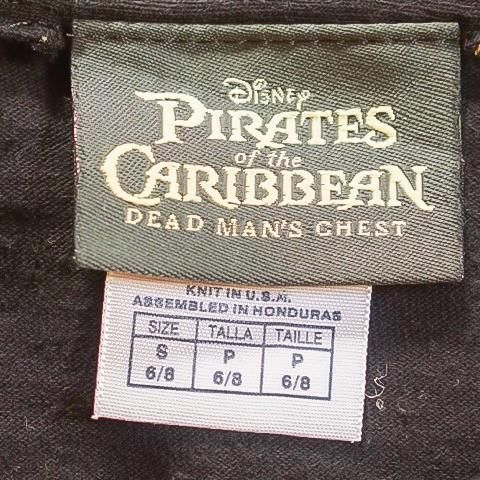 DISNEY
PIRATES
of the
CARIBBEAN
DEAD MAN'S CHEST
KNIT IN U.S.A.
ASSEMBLED IN HONDURAS
SIZE TALLA TAILLE
S P P
6/8 6/8 6/8